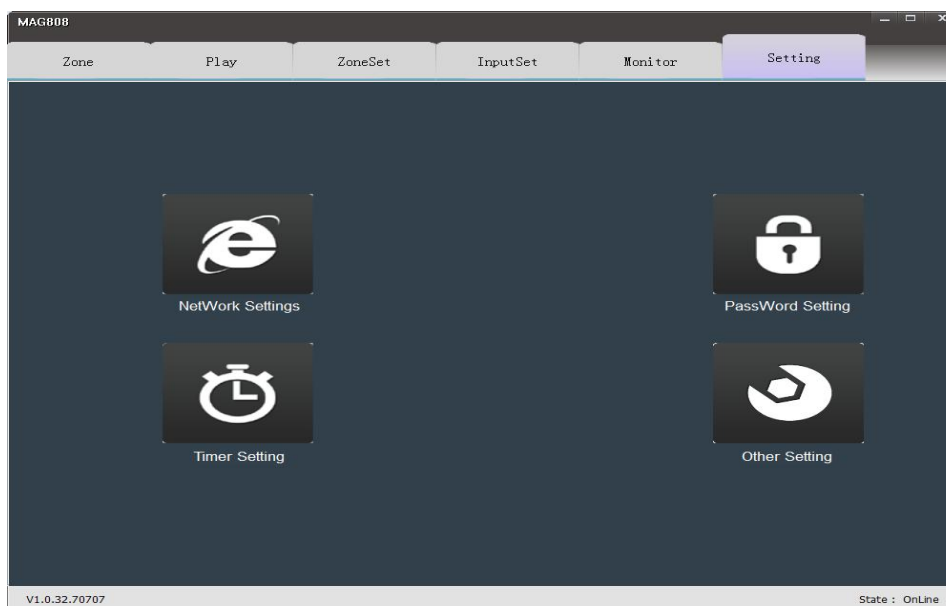 MAG808
Zone Play ZoneSet InputSet Monitor Setting
NetWork Settings PassWord Setting
Timer Setting Other Setting
V1.0.32.70707 State : OnLine